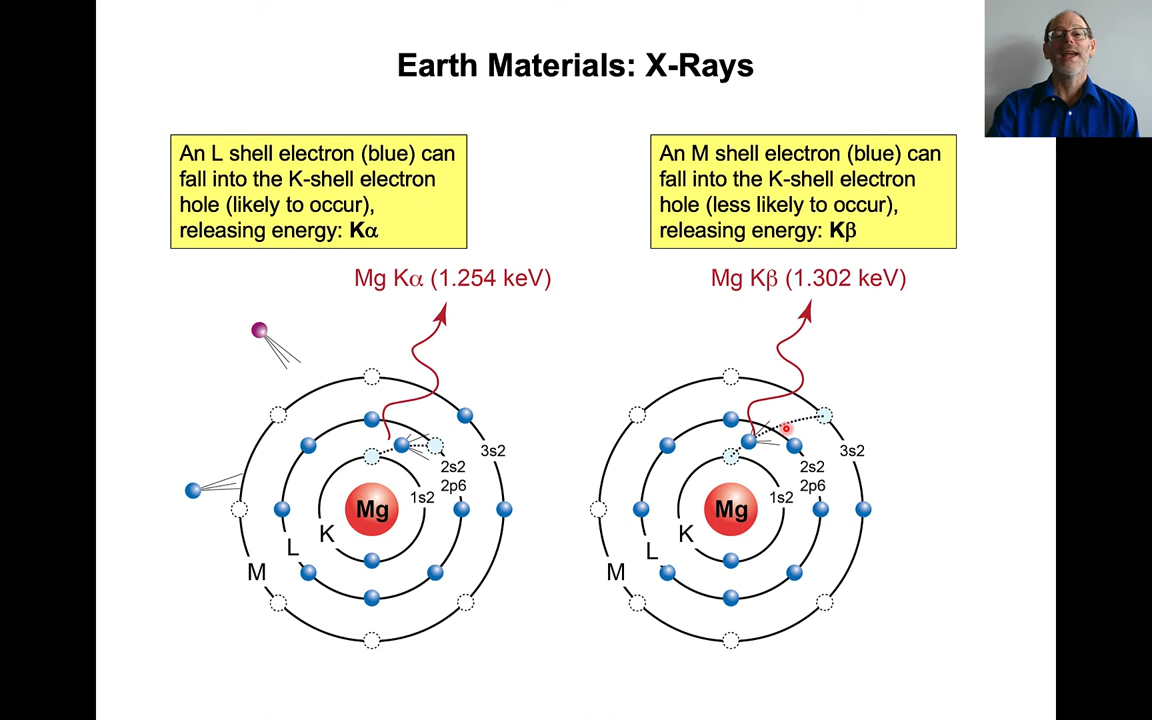 Earth Materials: X-Rays
An L shell electron (blue) can
fall into the K-shell electron
hole (likely to occur),
releasing energy: Kα
An M shell electron (blue) can
fall into the K-shell electron
hole (less likely to occur),
releasing energy: Kβ
Mg Kα (1.254 keV)
Mg Kβ (1.302 keV)
3s2
2s2
2p6
1s2
Mg
K
L
M
3s2
2s2
2p6
1s2
Mg
K
L
M